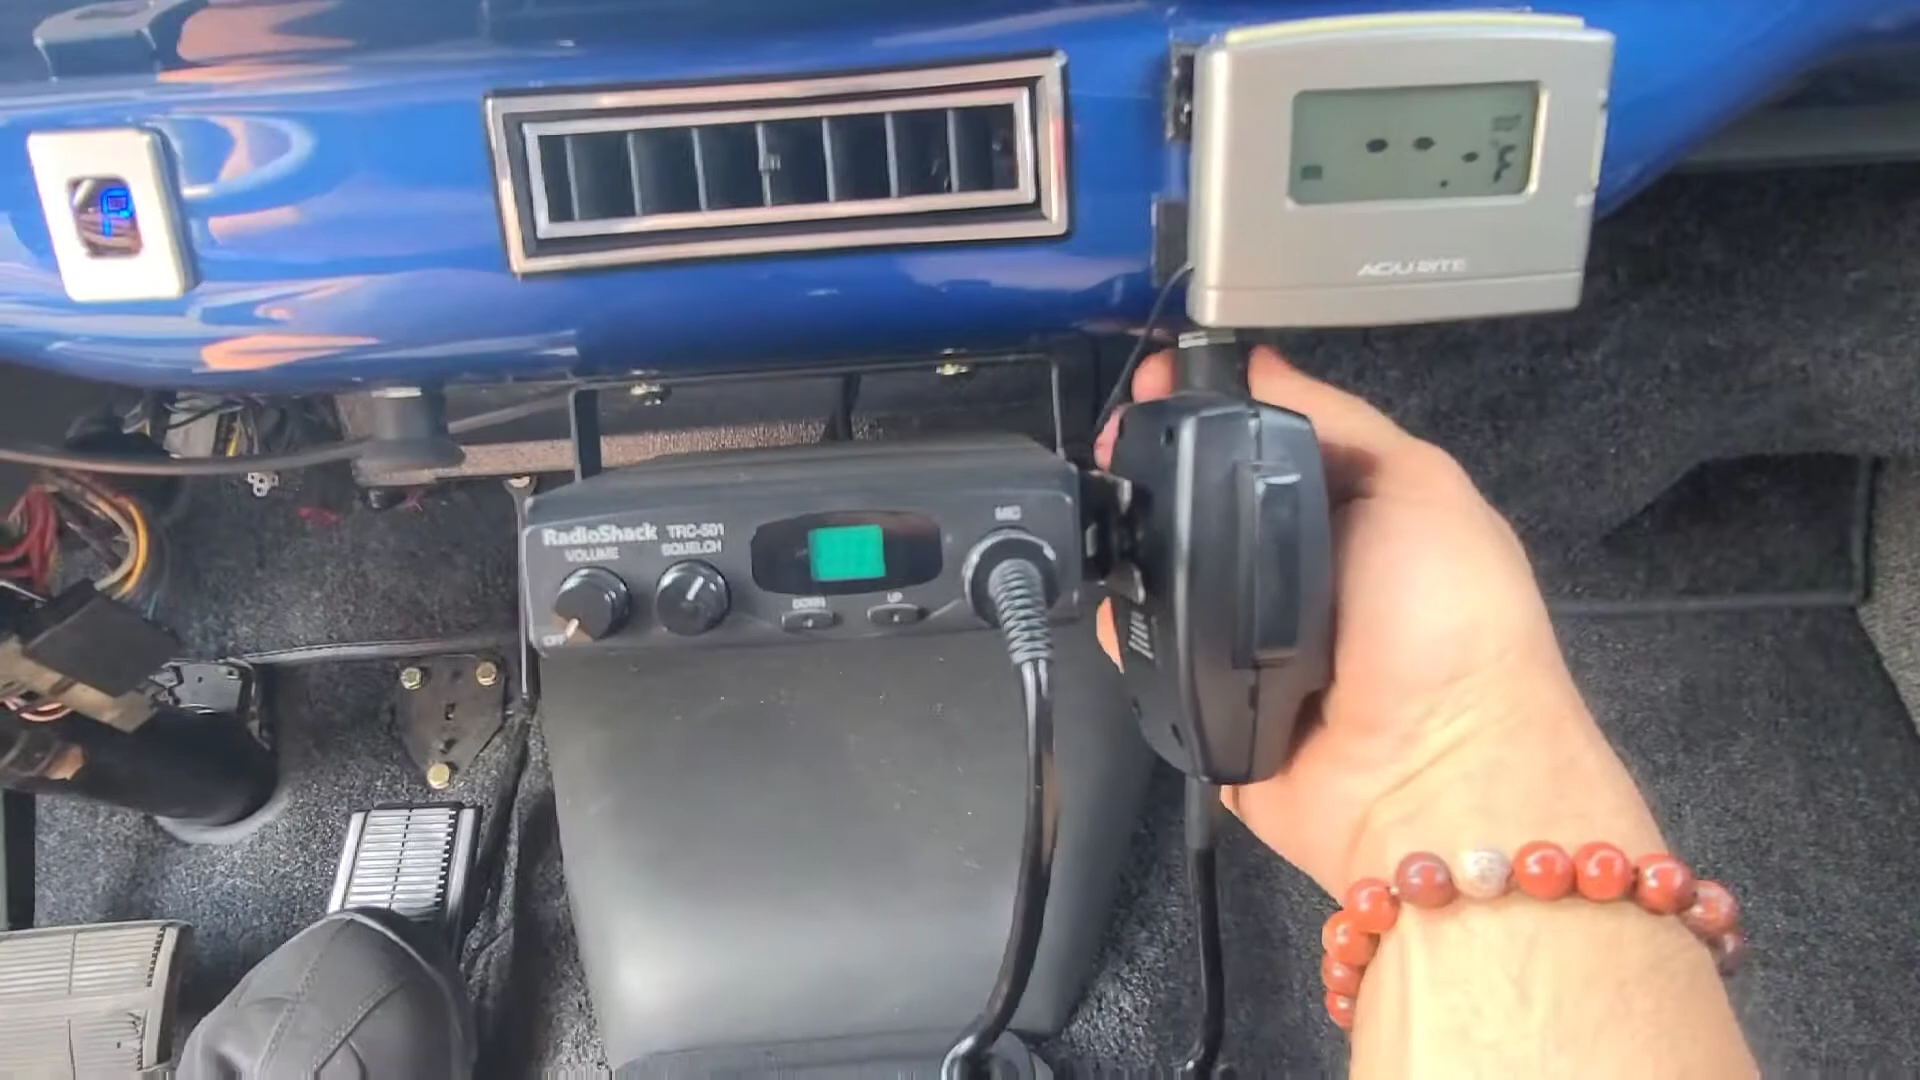 ACU RITE
RadioShack TRC-501
VOLUME SQUELCH
MIC
DOWN UP
OFF